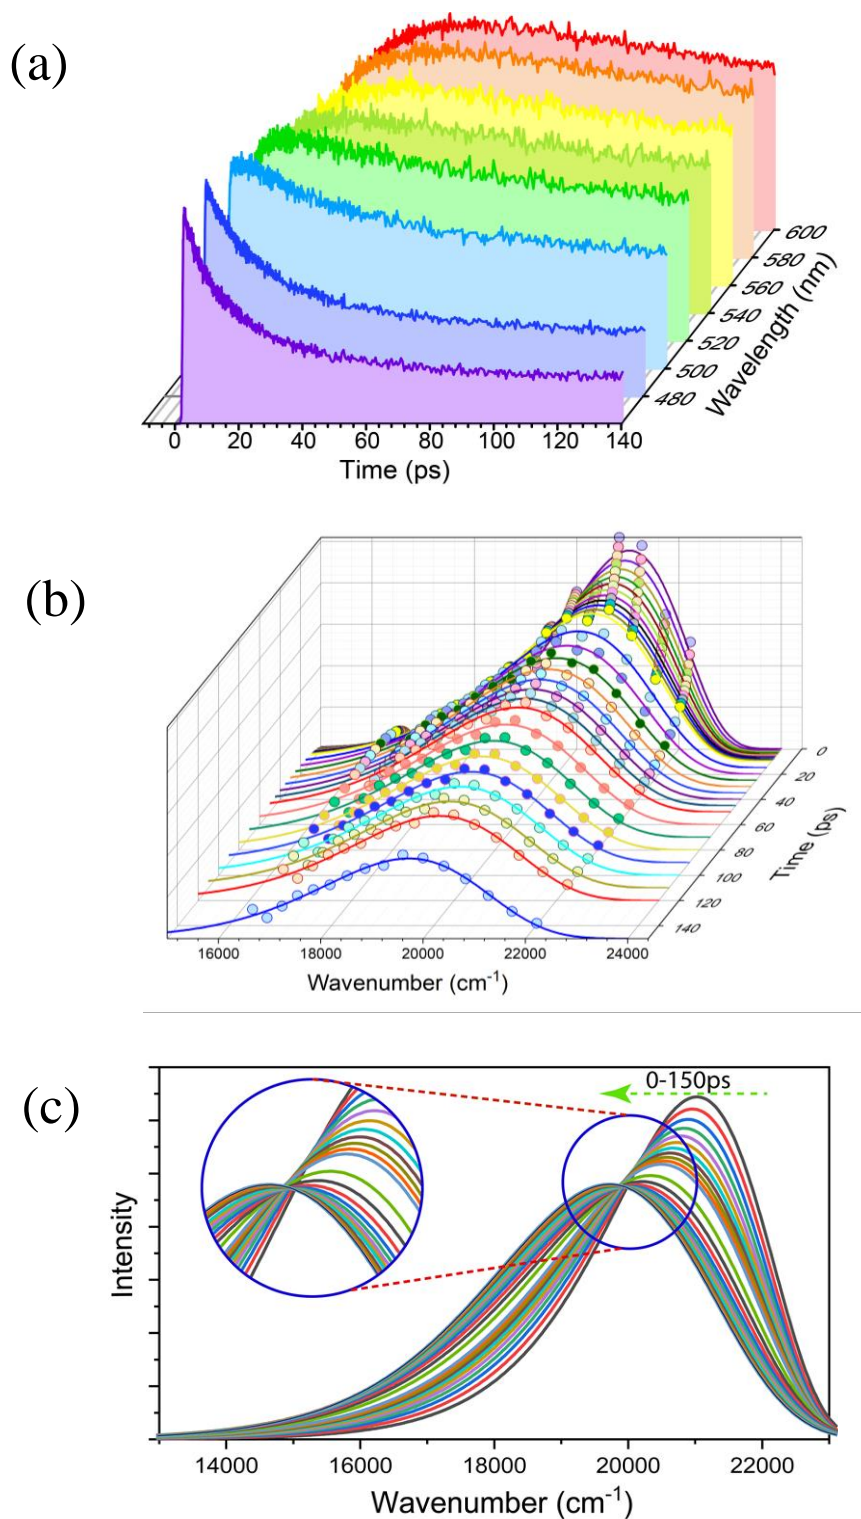 (a)
600
580
560
540
520
500
480
Wavelength (nm)
0 20 40 60 80 100 120 140
Time (ps)
(b)
0
20
40
60
80
100
120
140
Time (ps)
16000 18000 20000 22000 24000
Wavenumber (cm⁻¹)
(c)
0-150ps
Intensity
14000 16000 18000 20000 22000
Wavenumber (cm⁻¹)